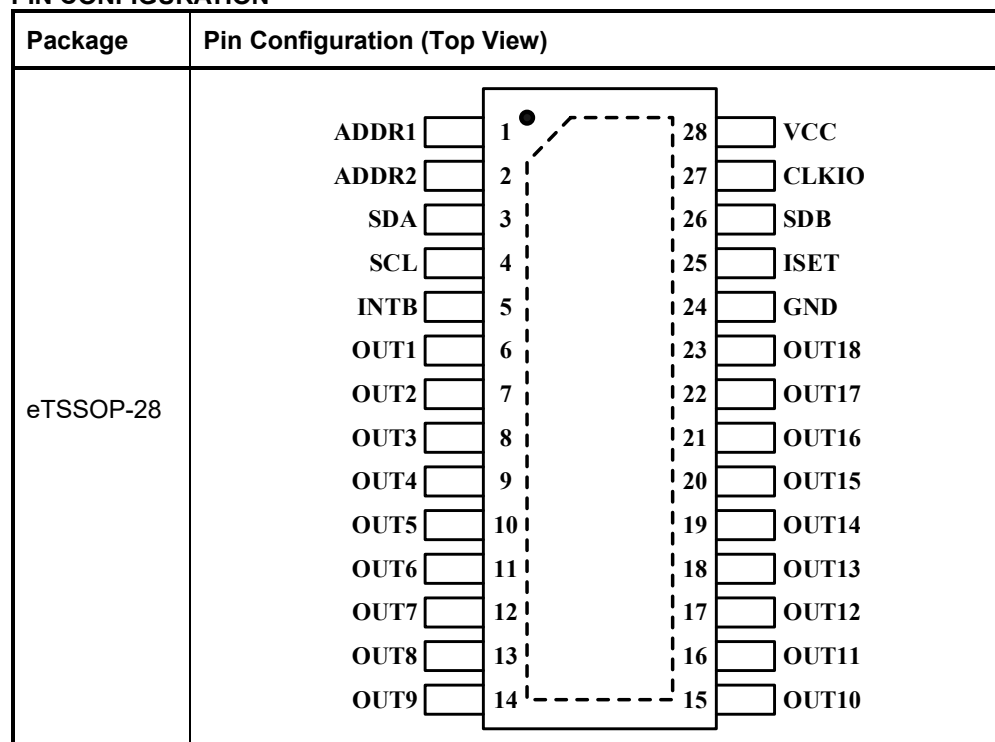 PIN CONFIGURATION
Package Pin Configuration (Top View)
eTSSOP-28
ADDR1 1 28 VCC
ADDR2 2 27 CLKIO
SDA 3 26 SDB
SCL 4 25 ISET
INTB 5 24 GND
OUT1 6 23 OUT18
OUT2 7 22 OUT17
OUT3 8 21 OUT16
OUT4 9 20 OUT15
OUT5 10 19 OUT14
OUT6 11 18 OUT13
OUT7 12 17 OUT12
OUT8 13 16 OUT11
OUT9 14 15 OUT10